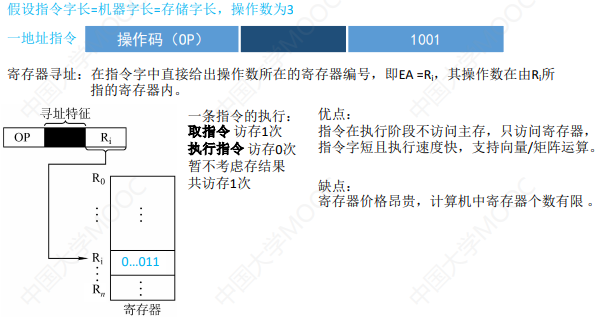 假设指令字长=机器字长=存储字长，操作数为3
一地址指令 操作码（OP） 1001
寄存器寻址：在指令字中直接给出操作数所在的寄存器编号，即EA =Ri，其操作数在由Ri所
指的寄存器内。
寻址特征
OP Ri
R0
⋮ ⋮
Ri 0…011
⋮
Rn ⋮
寄存器
一条指令的执行：
取指令 访存1次
执行指令 访存0次
暂不考虑存结果
共访存1次
优点：
指令在执行阶段不访问主存，只访问寄存器，
指令字短且执行速度快，支持向量/矩阵运算。
缺点：
寄存器价格昂贵，计算机中寄存器个数有限 。
中国大学MOOC